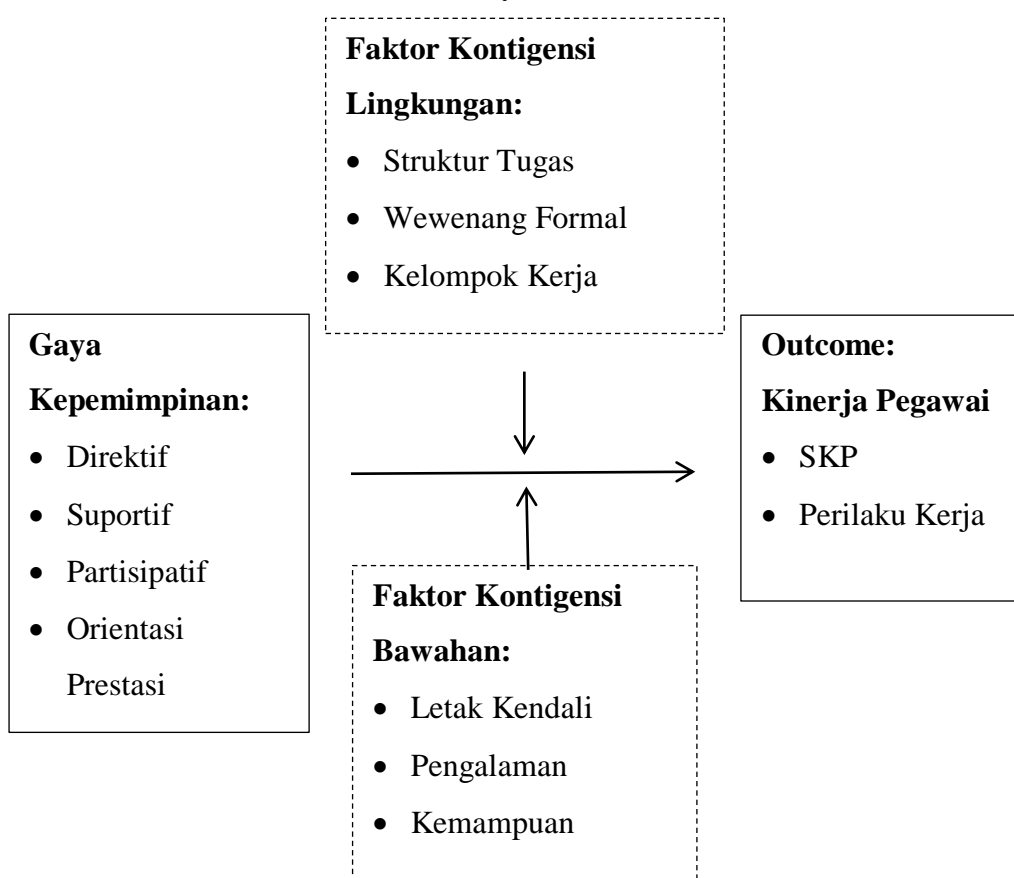 Faktor Kontigensi
Lingkungan:
• Struktur Tugas
• Wewenang Formal
• Kelompok Kerja
Gaya
Kepemimpinan:
• Direktif
• Suportif
• Partisipatif
• Orientasi
Prestasi
Outcome:
Kinerja Pegawai
• SKP
• Perilaku Kerja
Faktor Kontigensi
Bawahan:
• Letak Kendali
• Pengalaman
• Kemampuan